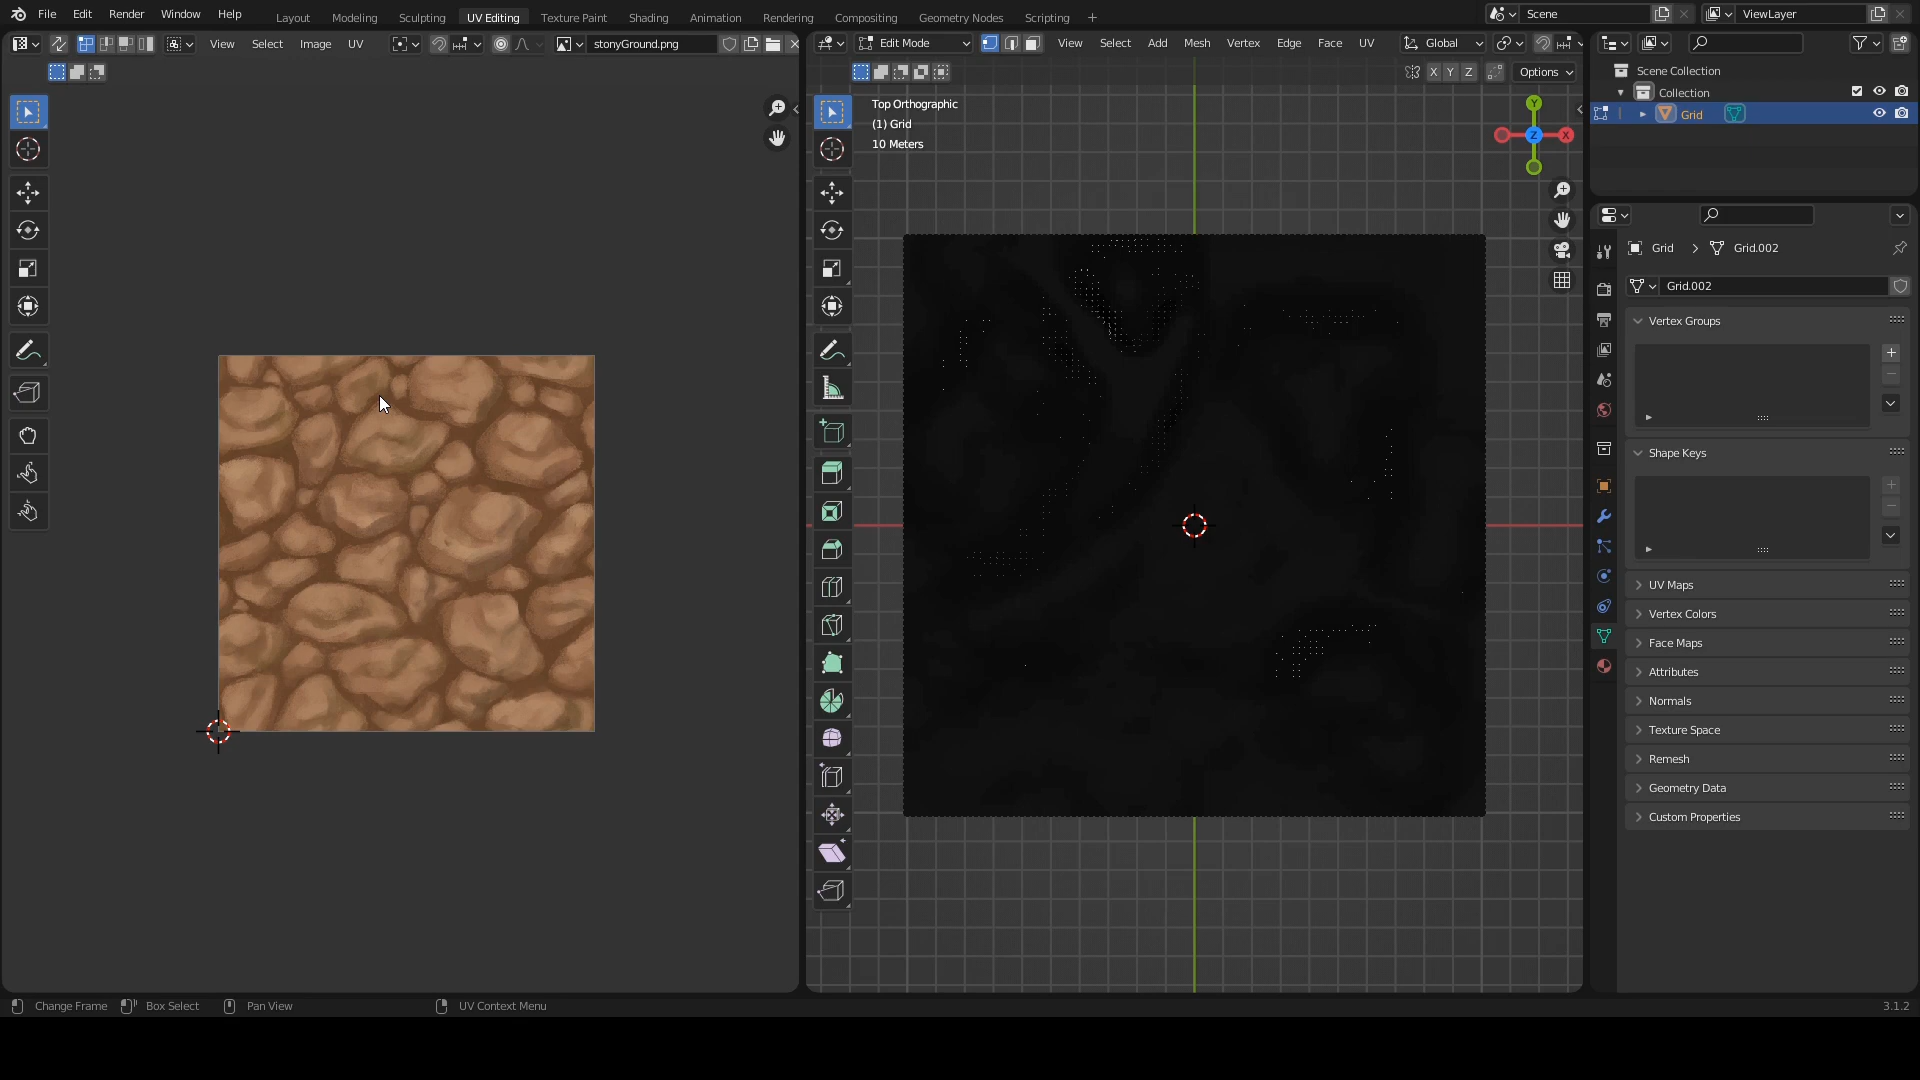 File Edit Render Window Help Layout Modeling Sculpting UV Editing Texture Paint Shading Animation Rendering Compositing Geometry Nodes Scripting + Scene ViewLayer
View Select Image UV stonyGround.png Edit Mode View Select Add Mesh Vertex Edge Face UV Global
X Y Z Options
Scene Collection
Collection
Grid
Top Orthographic
(1) Grid
10 Meters
Y
Z
X
Grid > Grid.002
Grid.002
Vertex Groups
Shape Keys
UV Maps
Vertex Colors
Face Maps
Attributes
Normals
Texture Space
Remesh
Geometry Data
Custom Properties
Change Frame Box Select Pan View UV Context Menu 3.1.2